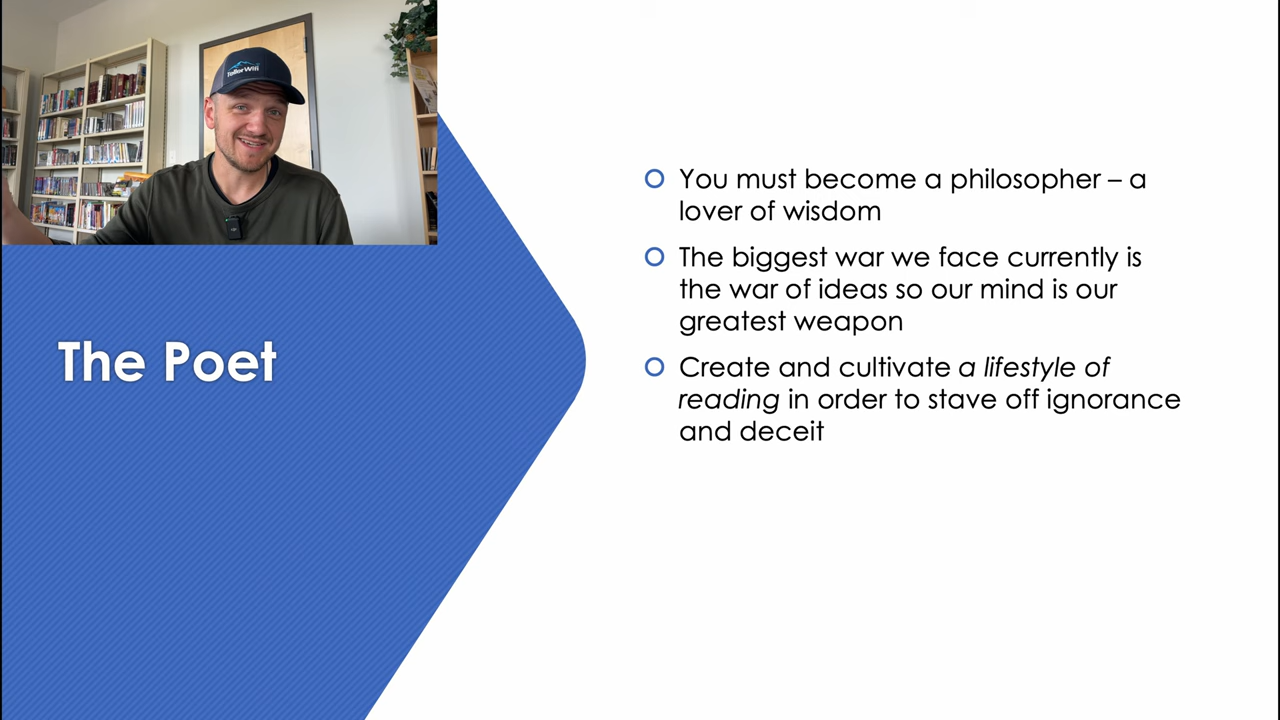 TallerWifi
The Poet
You must become a philosopher – a
lover of wisdom
The biggest war we face currently is
the war of ideas so our mind is our
greatest weapon
Create and cultivate a lifestyle of
reading in order to stave off ignorance
and deceit